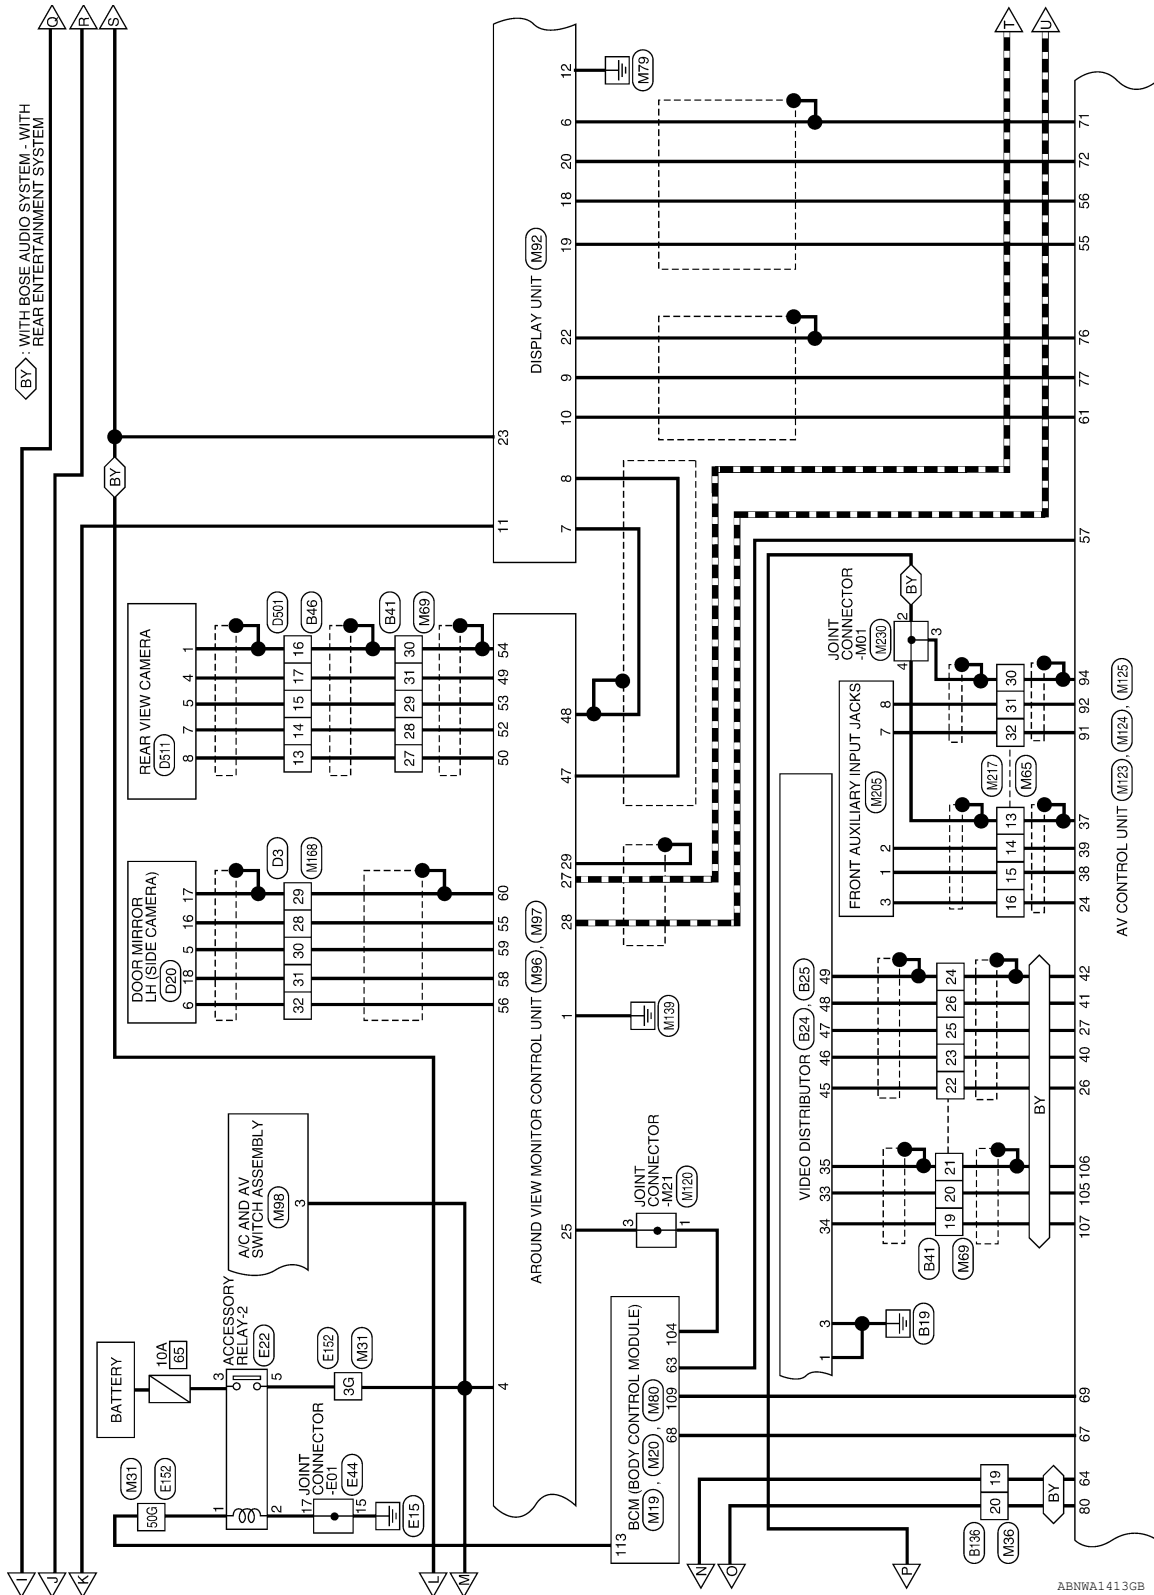 I
J
K
Q
R
S
BY : WITH BOSE AUDIO SYSTEM - WITH
REAR ENTERTAINMENT SYSTEM
BATTERY
10A
65
M31
E152
50G
ACCESSORY
RELAY-2
E22
1
2
3
5
17
JOINT
CONNECTOR
-E01
E44
15
E15
E152
M31
3G
A/C AND AV
SWITCH ASSEMBLY
M98
3
L
M
BY
DOOR MIRROR
LH (SIDE CAMERA)
D20
6 18 5 16 17
32 31 30 28 29
D3
M168
56 58 59 55 60
REAR VIEW CAMERA
D511
8 7 5 4 1
13 14 15 17 16
D501
B46
27 28 29 31 30
B41
M69
50 52 53 49 54
4
AROUND VIEW MONITOR CONTROL UNIT M96 , M97
25 1 28 27 29 47 48
M139
11 23
DISPLAY UNIT M92
7 8 10 9 22 19 18 20 6 12
M79
T
U
JOINT
CONNECTOR
-M21
M120
3
1
113
BCM (BODY CONTROL MODULE)
M19 , M20 , M80
68 109 63 104
N
O
P
B136
M36
20 19
BY
VIDEO DISTRIBUTOR B24 , B25
1 3 34 33 35 45 46 47 48 49
B19
B41
M69
19 20 21 22 23 25 26 24
BY
FRONT AUXILIARY INPUT JACKS
M205
3 1 2 7 8
16 15 14 13 32 31 30
M217
M65
JOINT
CONNECTOR
-M01
M230
4 2
3
BY
80 64 67 69 107 105 106 26 40 27 41 42 24 38 39 37 91 92 94 57 61 77 76 55 56 72 71
AV CONTROL UNIT M123 , M124 , M125
ABNWA1413GB